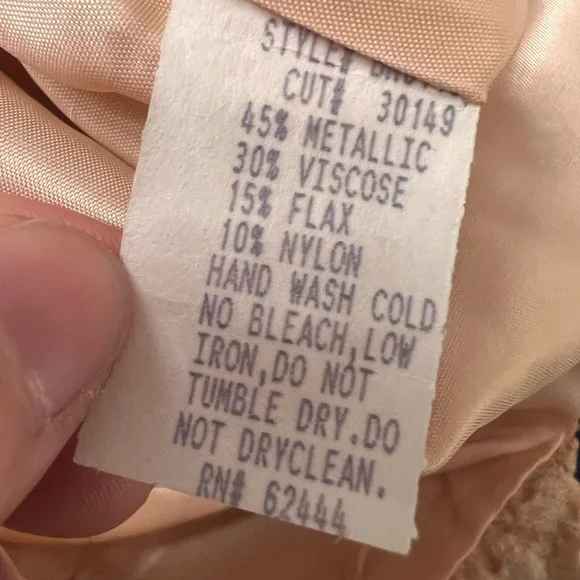 STYLE#
CUT# 30149
45% METALLIC
30% VISCOSE
15% FLAX
10% NYLON
HAND WASH COLD
NO BLEACH,LOW
IRON,DO NOT
TUMBLE DRY.DO
NOT DRYCLEAN.
RN# 62444